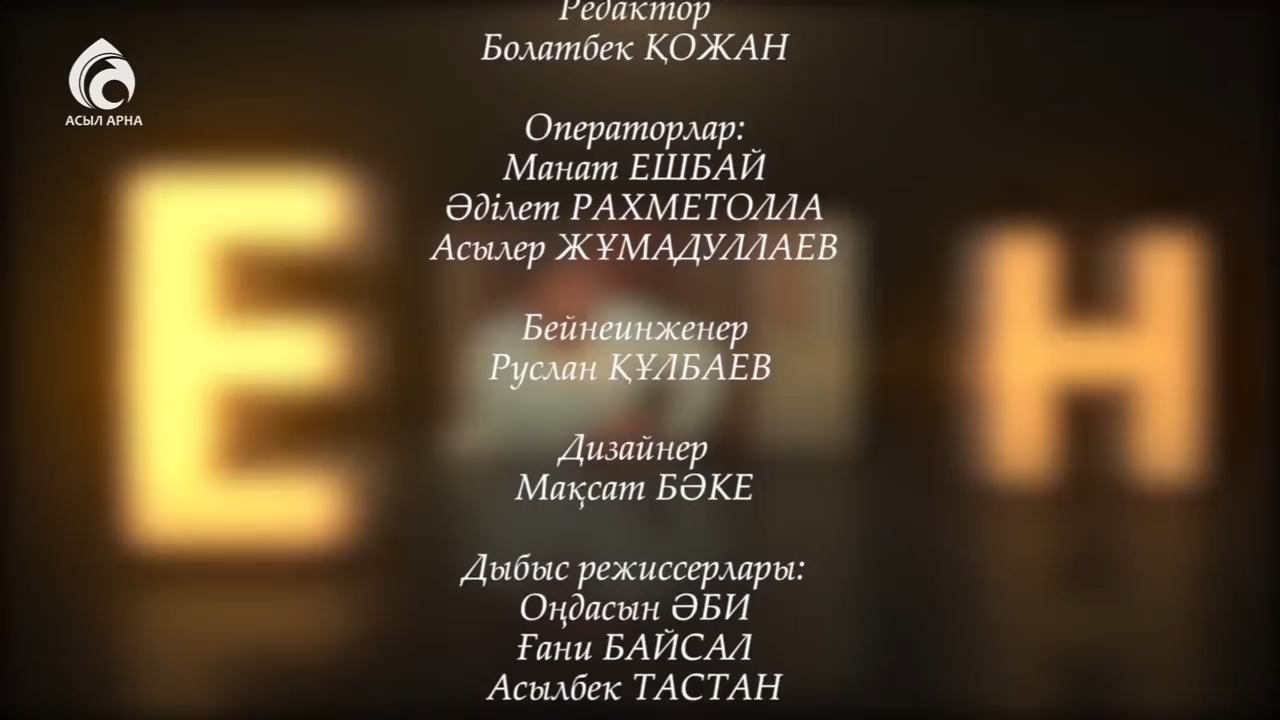 Редактор
Болатбек ҚОЖАН
АСЫЛ АРНА
Операторлар:
Манат ЕШБАЙ
Әділет РАХМЕТОЛЛА
Асылер ЖҰМАДУЛЛАЕВ
Бейнеинженер
Руслан ҚҰЛБАЕВ
Дизайнер
Мақсат БӘКЕ
Дыбыс режиссерлары:
Оңдасын ӘБИ
Ғани БАЙСАЛ
Асылбек ТАСТАН
Е Н